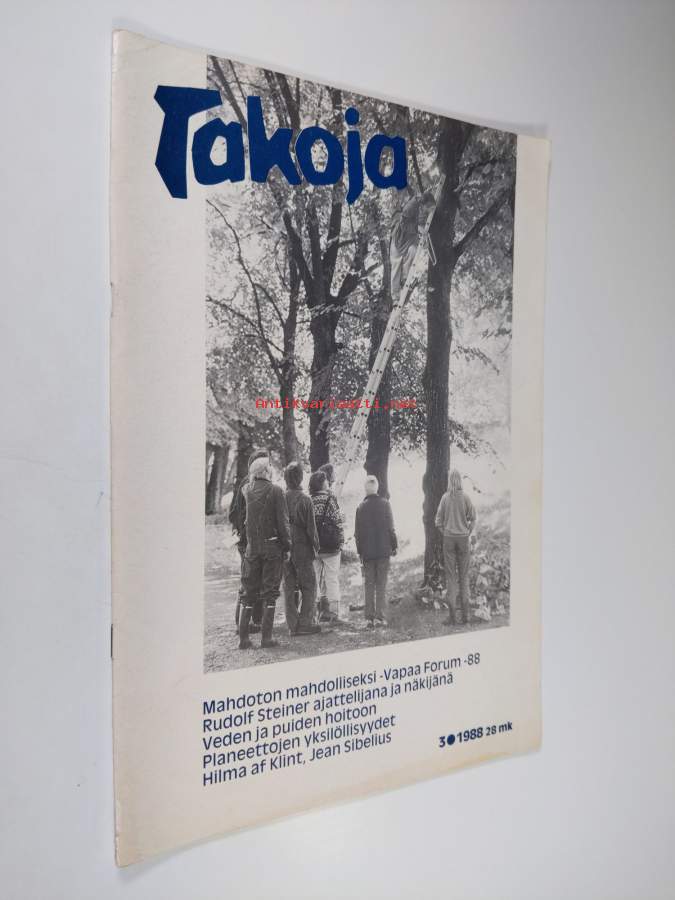 Takoja
Antikvariaatti.net
Mahdoton mahdolliseksi -Vapaa Forum -88
Rudolf Steiner ajattelijana ja näkijänä
Veden ja puiden hoitoon
Planeettojen yksilöllisyydet
Hilma af Klint, Jean Sibelius
3●1988 28 mk